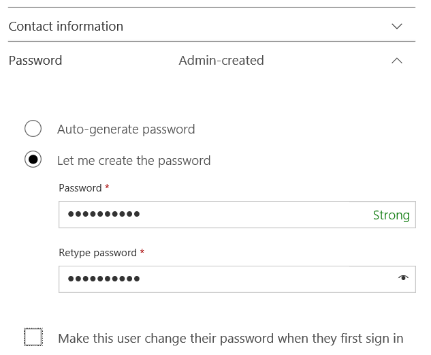 Contact information
Password Admin-created
Auto-generate password
Let me create the password
Password *
●●●●●●●●●● Strong
Retype password *
●●●●●●●●●●
Make this user change their password when they first sign in